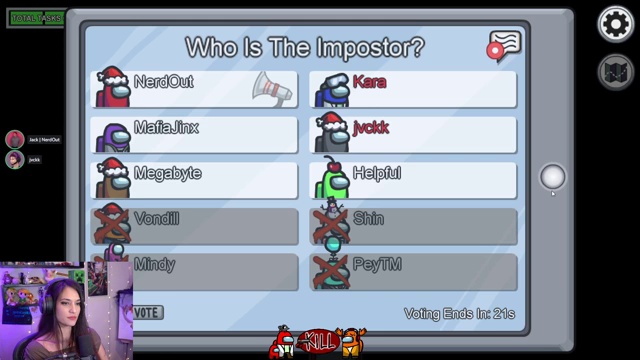 TOTAL TASKS
Who Is The Impostor?
NerdOut
Kara
MafiaJinx
jvckk
Megabyte
Helpful
Vondill
Shin
Mindy
PeyTM
Jack | NerdOut
jvckk
VOTE
Voting Ends In: 21s
KILL